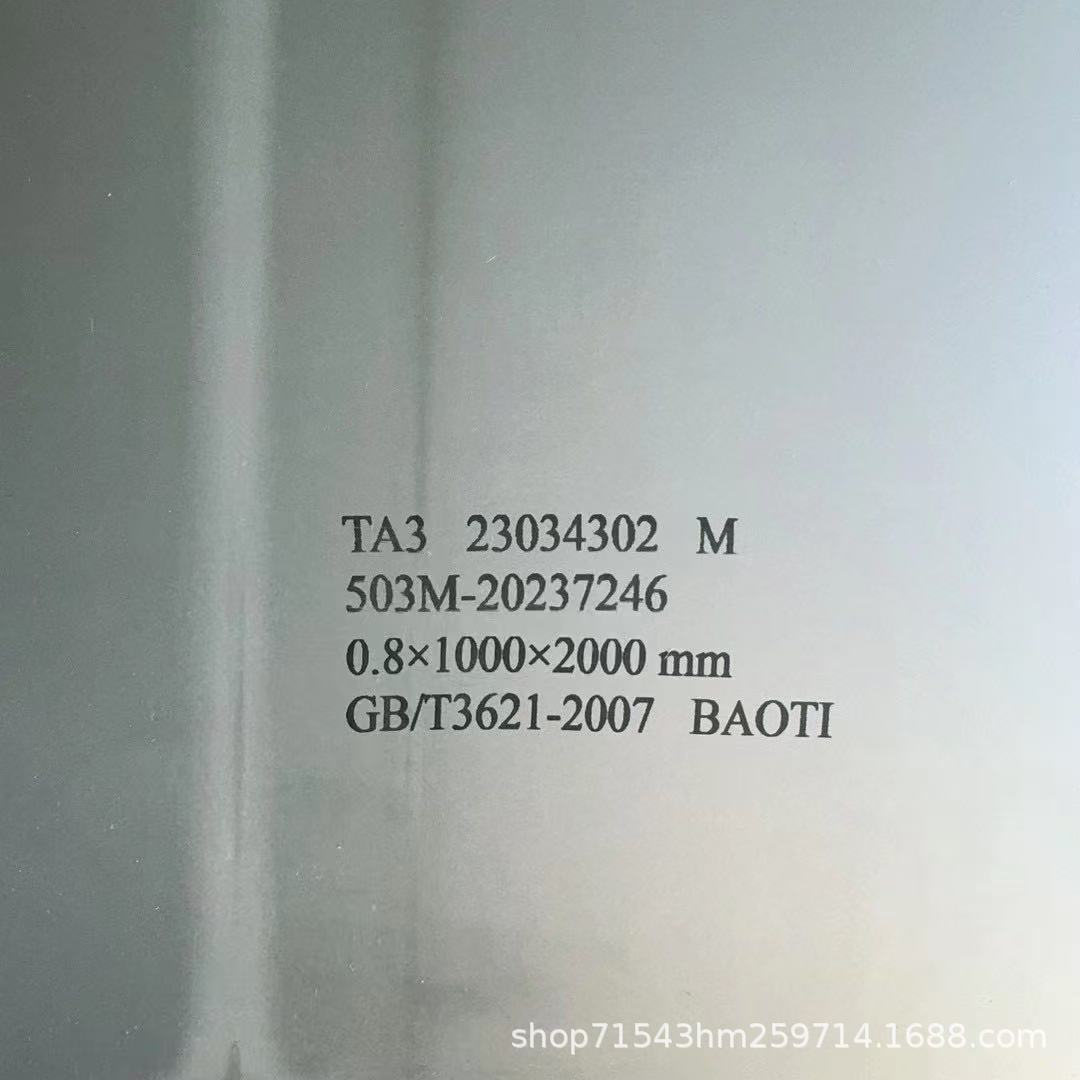 TA3 23034302 M
503M-20237246
0.8×1000×2000 mm
GB/T3621-2007 BAOTI
shop71543hm259714.1688.com